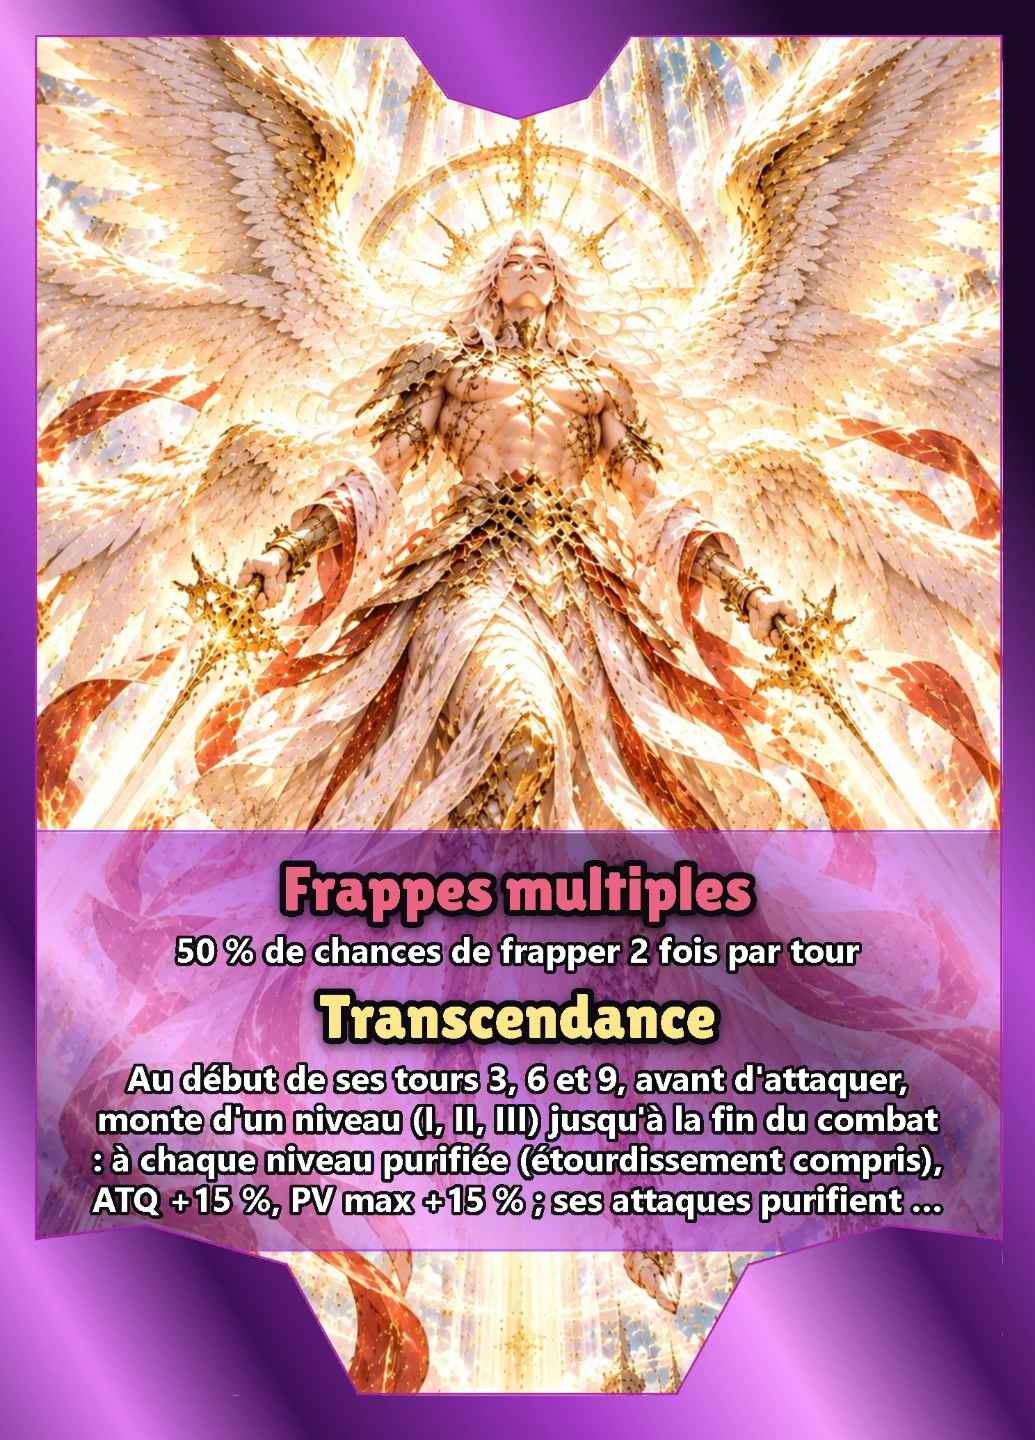 Frappes multiples
50 % de chances de frapper 2 fois par tour
Transcendance
Au début de ses tours 3, 6 et 9, avant d'attaquer,
monte d'un niveau (I, II, III) jusqu'à la fin du combat
: à chaque niveau purifiée (étourdissement compris),
ATQ +15 %, PV max +15 % ; ses attaques purifient ...